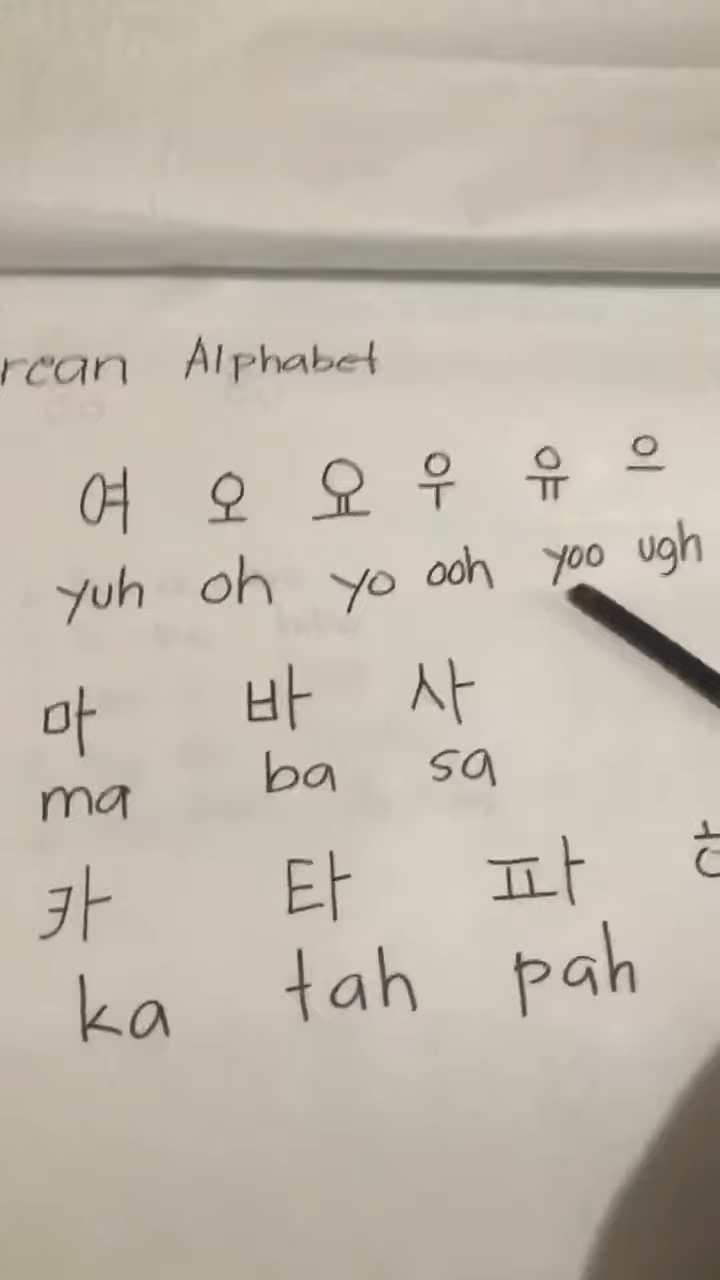 rean Alphabet
여 오 요 우 유 으
yuh oh yo ooh yoo ugh
마 바 사
ma ba sa
카 타 파
ka tah pah